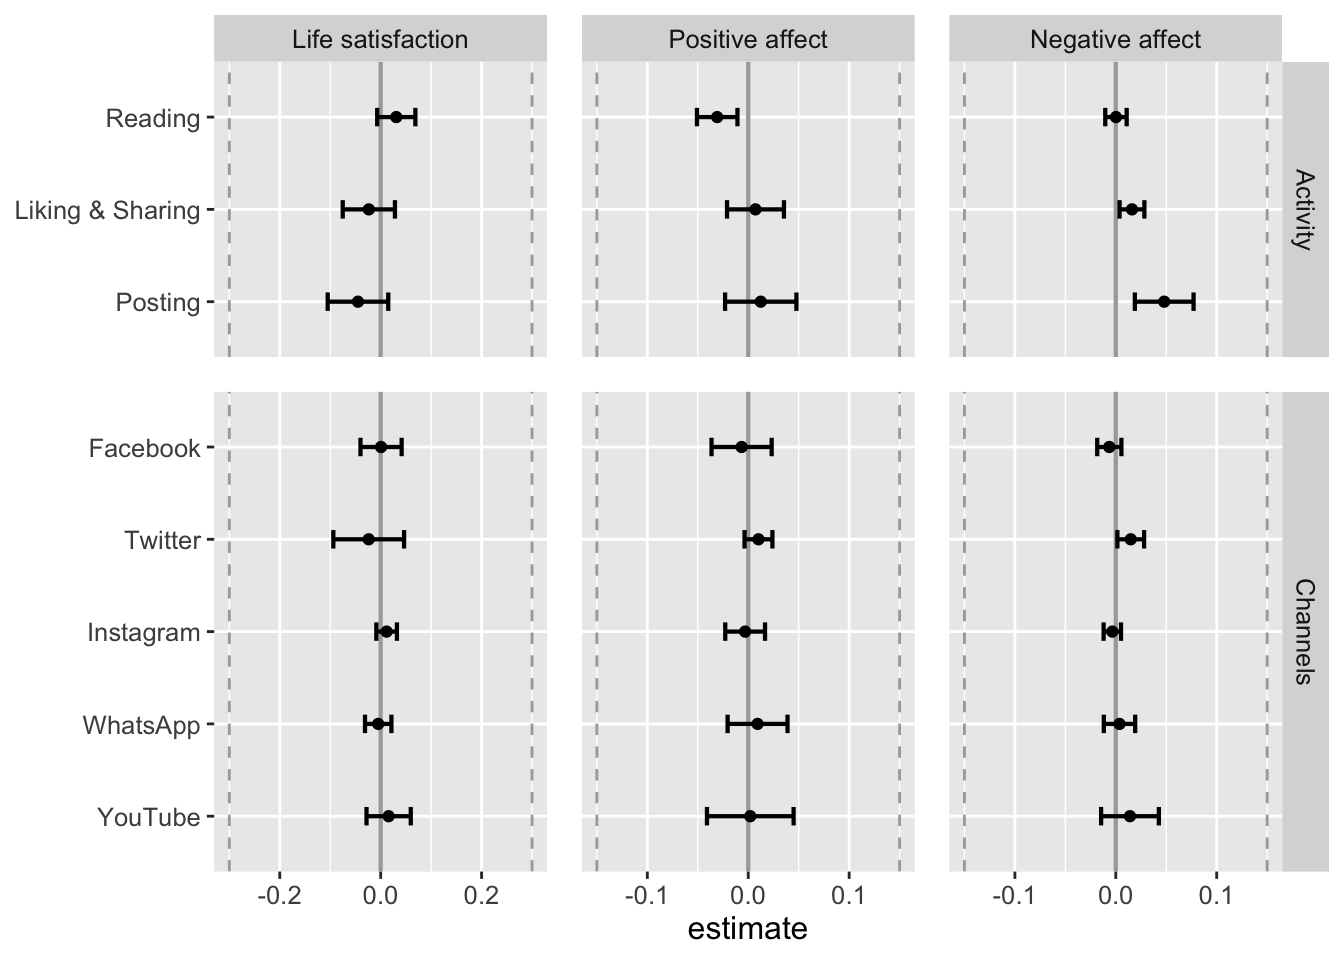 Life satisfaction
Positive affect
Negative affect
Reading
Liking & Sharing
Posting
Activity
Facebook
Twitter
Instagram
WhatsApp
YouTube
Channels
-0.2 0.0 0.2
-0.1 0.0 0.1
-0.1 0.0 0.1
estimate